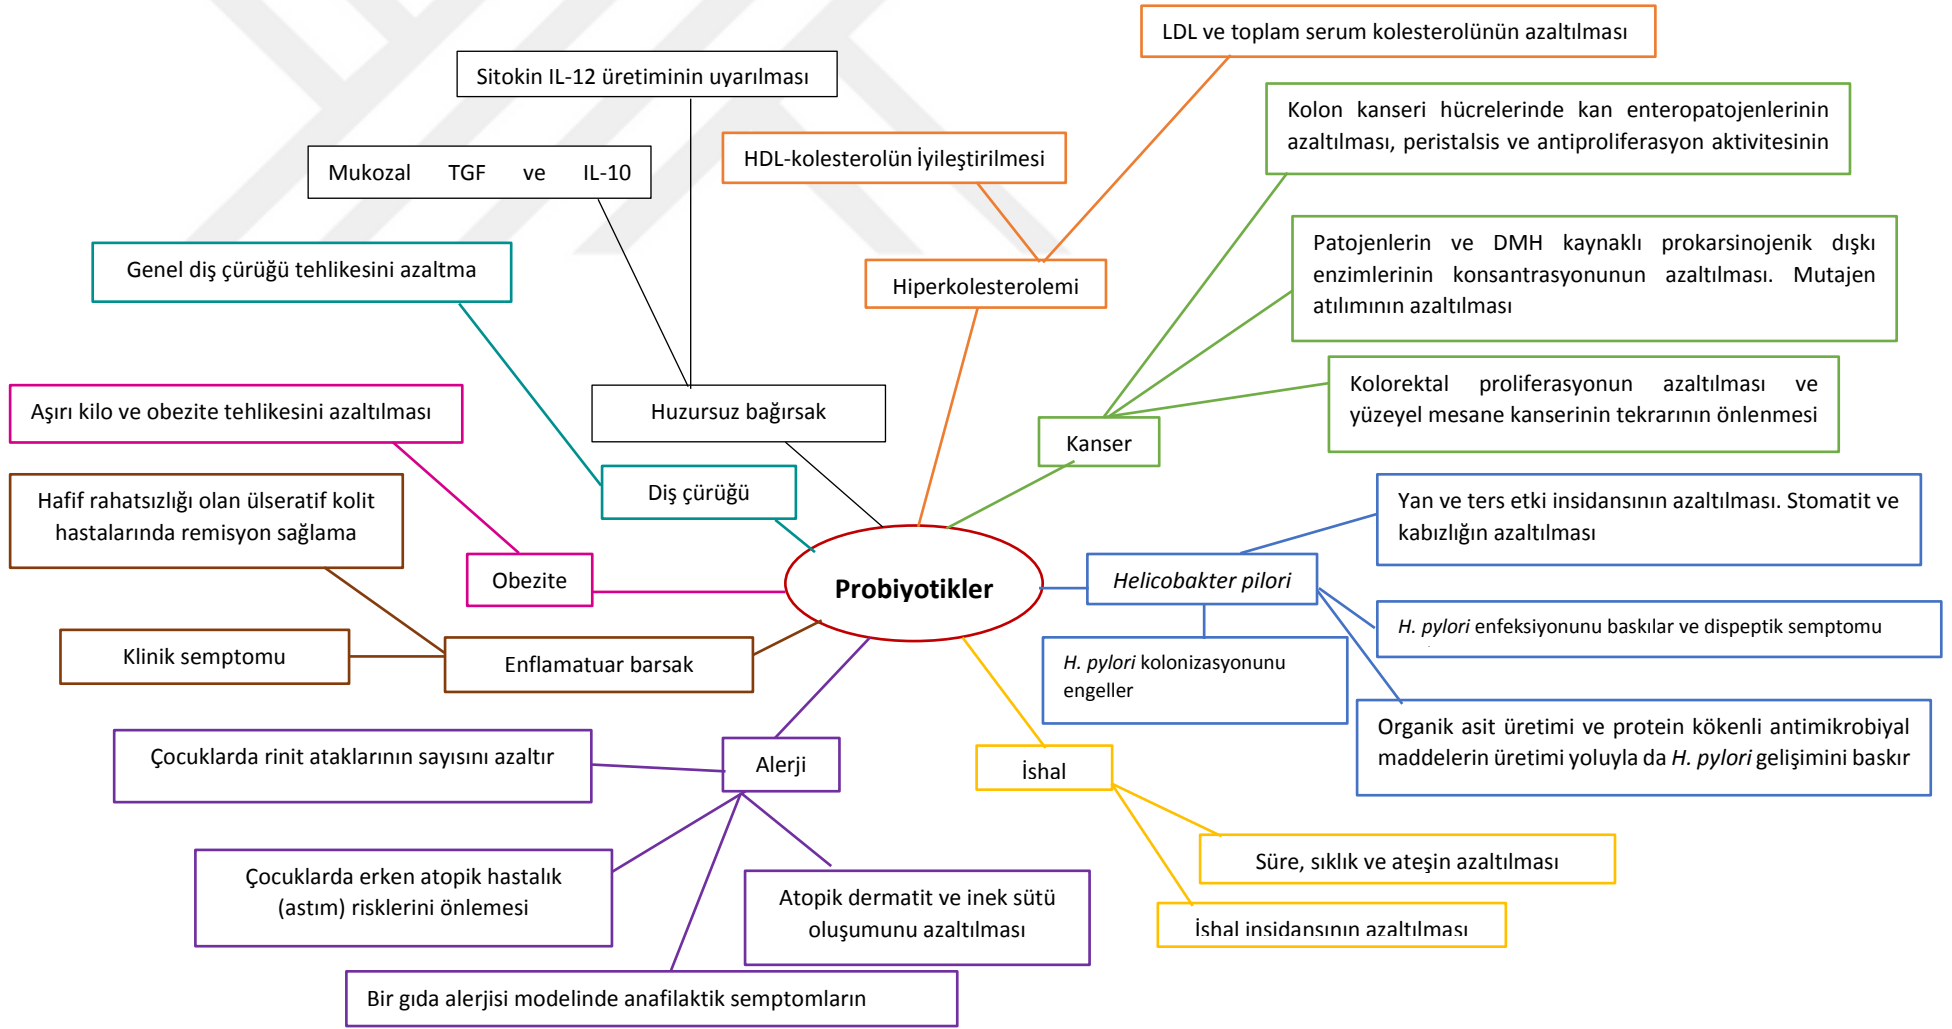 LDL ve toplam serum kolesterolünün azaltılması
Sitokin IL-12 üretiminin uyarılması
Kolon kanseri hücrelerinde kan enteropatojenlerinin
azaltılması, peristalsis ve antiproliferasyon aktivitesinin
HDL-kolesterolün İyileştirilmesi
Mukozal TGF ve IL-10
Genel diş çürüğü tehlikesini azaltma
Patojenlerin ve DMH kaynaklı prokarsinojenik dışkı
enzimlerinin konsantrasyonunun azaltılması. Mutajen
atılımının azaltılması
Hiperkolesterolemi
Kolorektal proliferasyonun azaltılması ve
yüzeyel mesane kanserinin tekrarının önlenmesi
Aşırı kilo ve obezite tehlikesini azaltılması
Huzursuz bağırsak
Kanser
Hafif rahatsızlığı olan ülseratif kolit
hastalarında remisyon sağlama
Diş çürüğü
Yan ve ters etki insidansının azaltılması. Stomatit ve
kabızlığın azaltılması
Obezite
Probiyotikler
Helicobakter pilori
H. pylori enfeksiyonunu baskılar ve dispeptik semptomu
Klinik semptomu
Enflamatuar barsak
H. pylori kolonizasyonunu
engeller
Organik asit üretimi ve protein kökenli antimikrobiyal
maddelerin üretimi yoluyla da H. pylori gelişimini baskır
Çocuklarda rinit ataklarının sayısını azaltır
Alerji
İshal
Süre, sıklık ve ateşin azaltılması
Çocuklarda erken atopik hastalık
(astım) risklerini önlemesi
Atopik dermatit ve inek sütü
oluşumunu azaltılması
İshal insidansının azaltılması
Bir gıda alerjisi modelinde anafilaktik semptomların